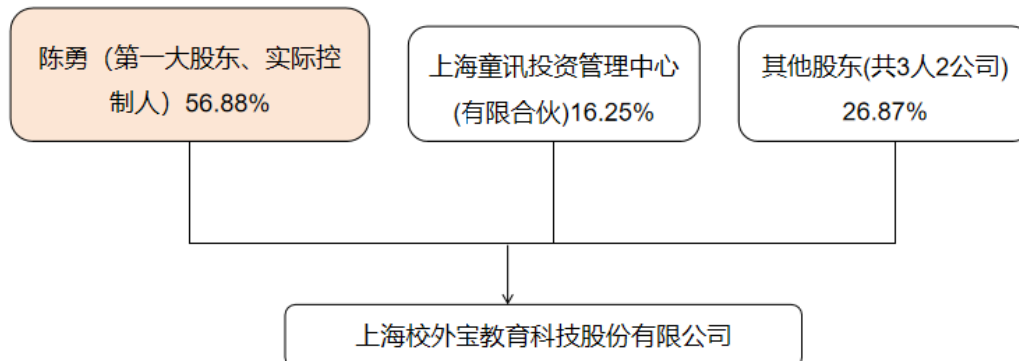 陈勇（第一大股东、实际控
制人）56.88%
上海童讯投资管理中心
(有限合伙)16.25%
其他股东(共3人2公司)
26.87%
上海校外宝教育科技股份有限公司